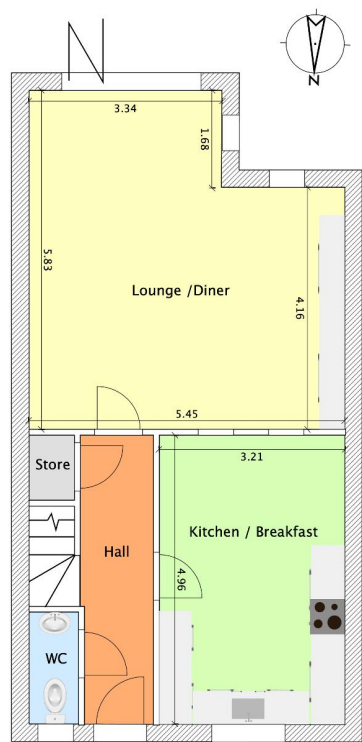 N
3.34
1.68
5.83
Lounge /Diner
4.16
5.45
Store
3.21
Kitchen / Breakfast
Hall
4.96
WC